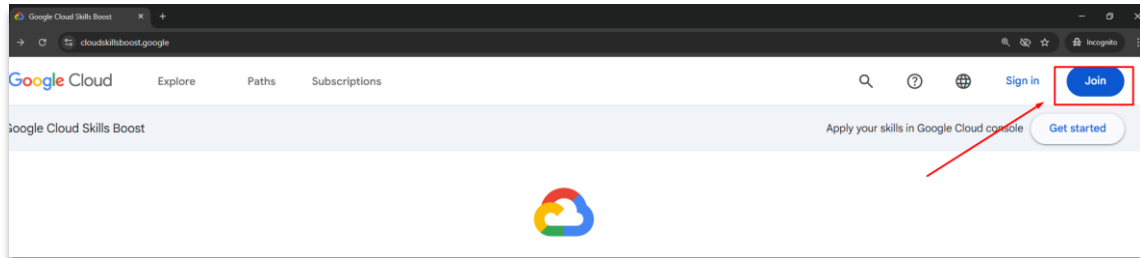 Google Cloud Skills Boost
cloudskillsboost.google
Incognito
Google Cloud Explore Paths Subscriptions Sign in Join
Google Cloud Skills Boost Apply your skills in Google Cloud console Get started